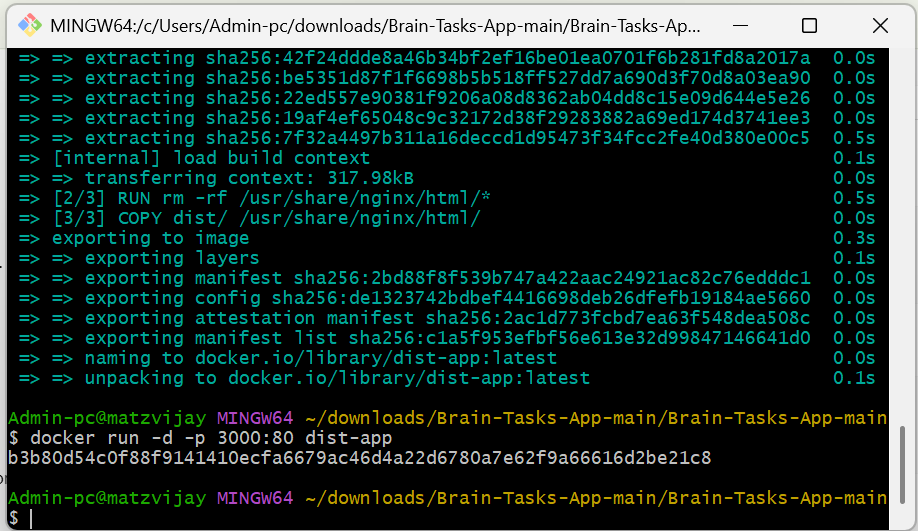 MINGW64:/c/Users/Admin-pc/downloads/Brain-Tasks-App-main/Brain-Tasks-Ap...
=> => extracting sha256:42f24ddde8a46b34bf2ef16be01ea0701f6b281fd8a2017a 0.0s
=> => extracting sha256:be5351d87f1f6698b5b518ff527dd7a690d3f70d8a03ea90 0.0s
=> => extracting sha256:22ed557e90381f9206a08d8362ab04dd8c15e09d644e5e26 0.0s
=> => extracting sha256:19af4ef65048c9c32172d38f29283882a69ed174d3741ee3 0.0s
=> => extracting sha256:7f32a4497b311a16deccd1d95473f34fcc2fe40d380e00c5 0.5s
=> [internal] load build context 0.1s
=> => transferring context: 317.98kB 0.0s
=> [2/3] RUN rm -rf /usr/share/nginx/html/* 0.5s
=> [3/3] COPY dist/ /usr/share/nginx/html/ 0.0s
=> exporting to image 0.3s
=> => exporting layers 0.1s
=> => exporting manifest sha256:2bd88f8f539b747a422aac24921ac82c76edddc1 0.0s
=> => exporting config sha256:de1323742bdbef4416698deb26dfefb19184ae5660 0.0s
=> => exporting attestation manifest sha256:2ac1d773fcbd7ea63f548dea508c 0.0s
=> => exporting manifest list sha256:c1a5f953efbf56e613e32d99847146641d0 0.0s
=> => naming to docker.io/library/dist-app:latest 0.0s
=> => unpacking to docker.io/library/dist-app:latest 0.1s
Admin-pc@matzvijay MINGW64 ~/downloads/Brain-Tasks-App-main/Brain-Tasks-App-main
$ docker run -d -p 3000:80 dist-app
b3b80d54c0f88f9141410ecfa6679ac46d4a22d6780a7e62f9a66616d2be21c8
Admin-pc@matzvijay MINGW64 ~/downloads/Brain-Tasks-App-main/Brain-Tasks-App-main
$